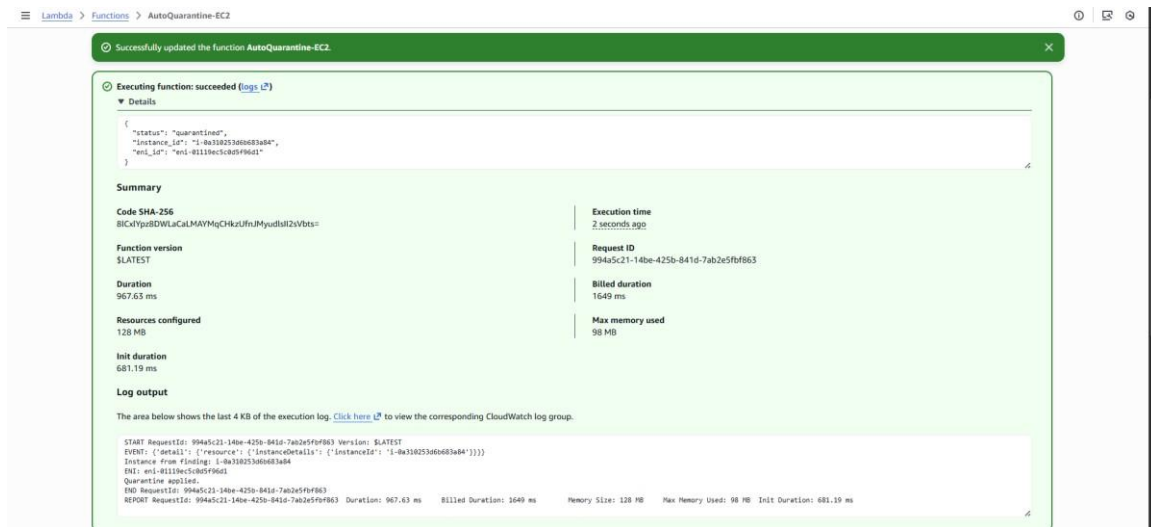 Lambda > Functions > AutoQuarantine-EC2
Successfully updated the function AutoQuarantine-EC2.
Executing function: succeeded (logs)
Details
{
"status": "quarantined",
"instance_id": "i-0a310253d6b683a84",
"eni_id": "eni-01119ec5c0d5f96d1"
}
Summary
Code SHA-256
Execution time
2 seconds ago
Function version
$LATEST
Request ID
994a5c21-14be-425b-841d-7ab2e5fbf863
Duration
967.63 ms
Billed duration
1649 ms
Resources configured
128 MB
Max memory used
98 MB
Init duration
681.19 ms
Log output
The area below shows the last 4 KB of the execution log. Click here to view the corresponding CloudWatch log group.
START RequestId: 994a5c21-14be-425b-841d-7ab2e5fbf863 Version: $LATEST
EVENT: {'detail': {'resource': {'instanceDetails': {'instanceId': 'i-0a310253d6b683a84'}}}}
Instance from finding: i-0a310253d6b683a84
ENI: eni-01119ec5c0d5f96d1
Quarantine applied.
END RequestId: 994a5c21-14be-425b-841d-7ab2e5fbf863
REPORT RequestId: 994a5c21-14be-425b-841d-7ab2e5fbf863 Duration: 967.63 ms Billed Duration: 1649 ms Memory Size: 128 MB Max Memory Used: 98 MB Init Duration: 681.19 ms